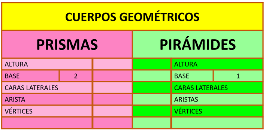 CUERPOS GEOMÉTRICOS
PRISMAS PIRÁMIDES
ALTURA ALTURA
BASE 2 BASE 1
CARAS LATERALES CARAS LATERALES
ARISTA ARISTAS
VÉRTICES VÉRTICES